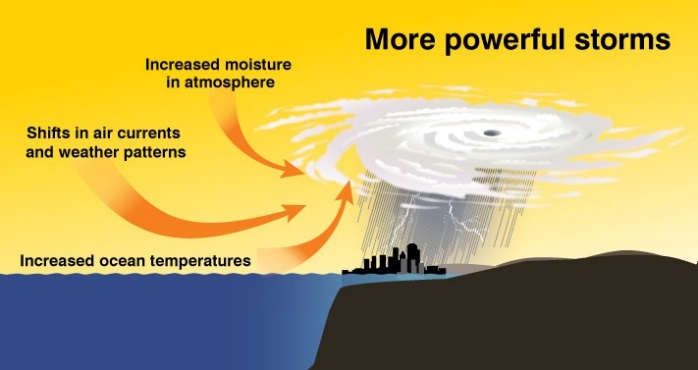 More powerful storms
Increased moisture
in atmosphere
Shifts in air currents
and weather patterns
Increased ocean temperatures